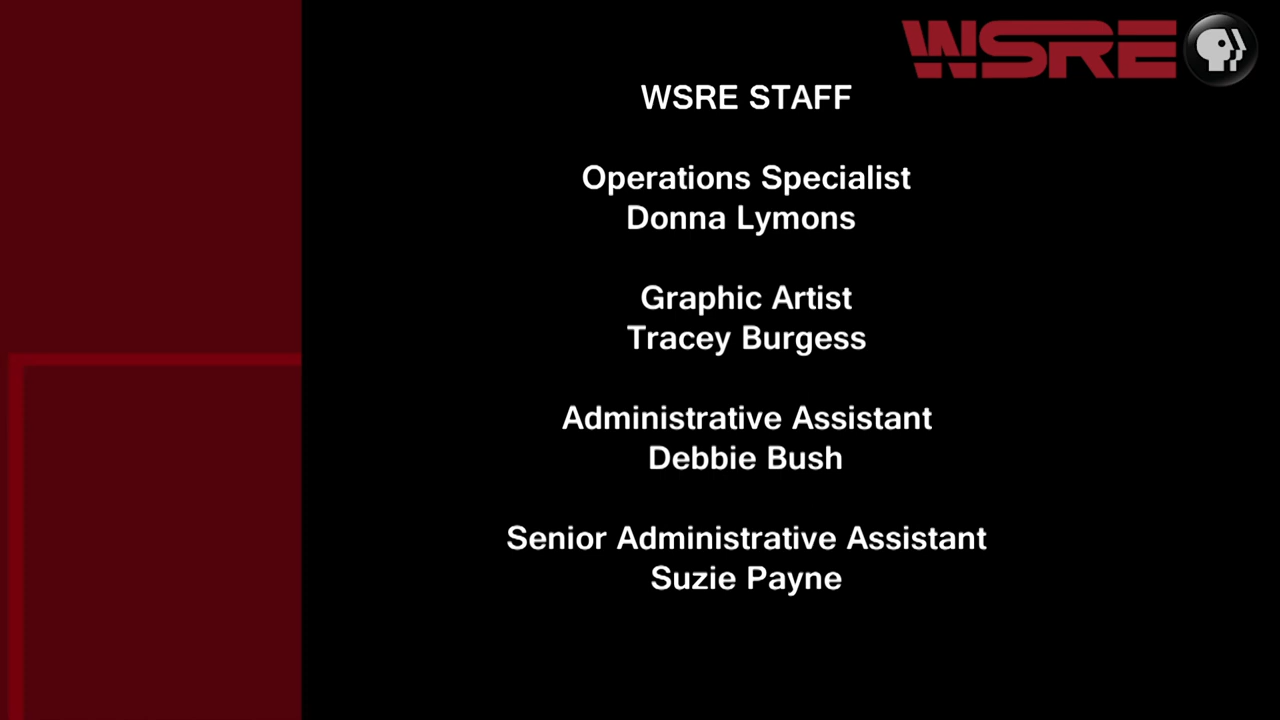 WSRE
WSRE STAFF
Operations Specialist
Donna Lymons
Graphic Artist
Tracey Burgess
Administrative Assistant
Debbie Bush
Senior Administrative Assistant
Suzie Payne